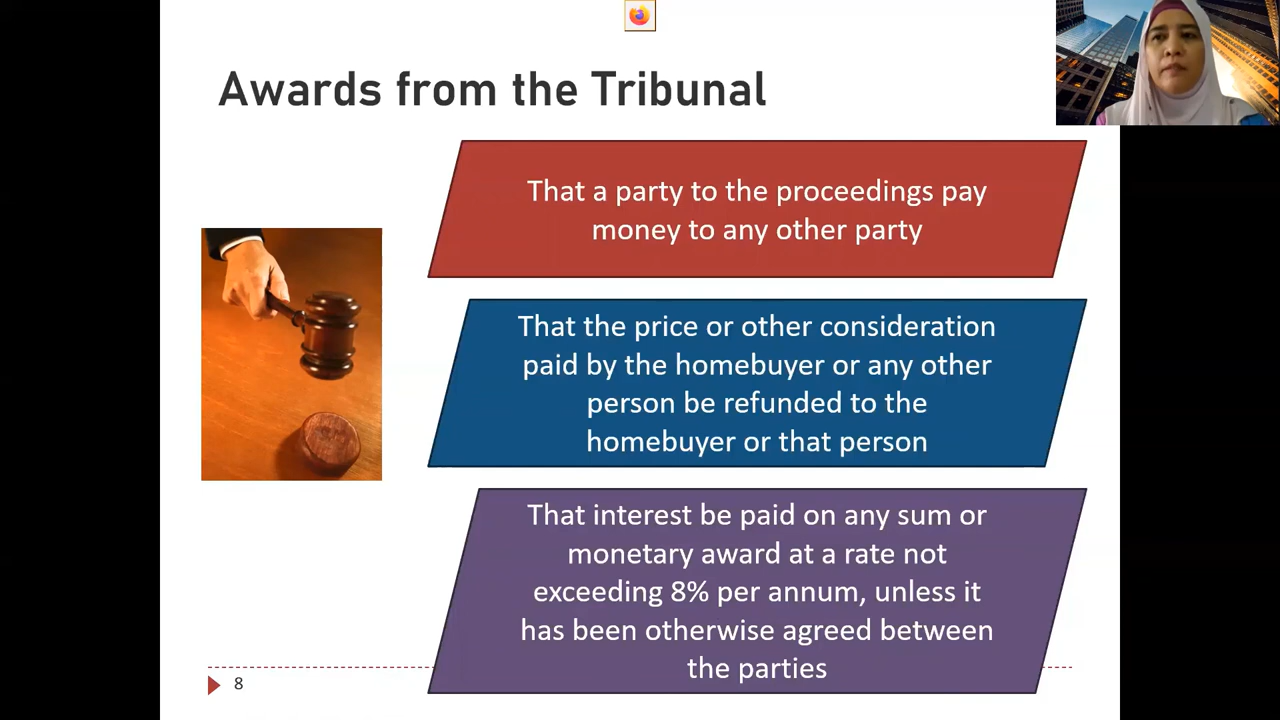 Awards from the Tribunal
That a party to the proceedings pay
money to any other party
That the price or other consideration
paid by the homebuyer or any other
person be refunded to the
homebuyer or that person
That interest be paid on any sum or
monetary award at a rate not
exceeding 8% per annum, unless it
has been otherwise agreed between
the parties
8